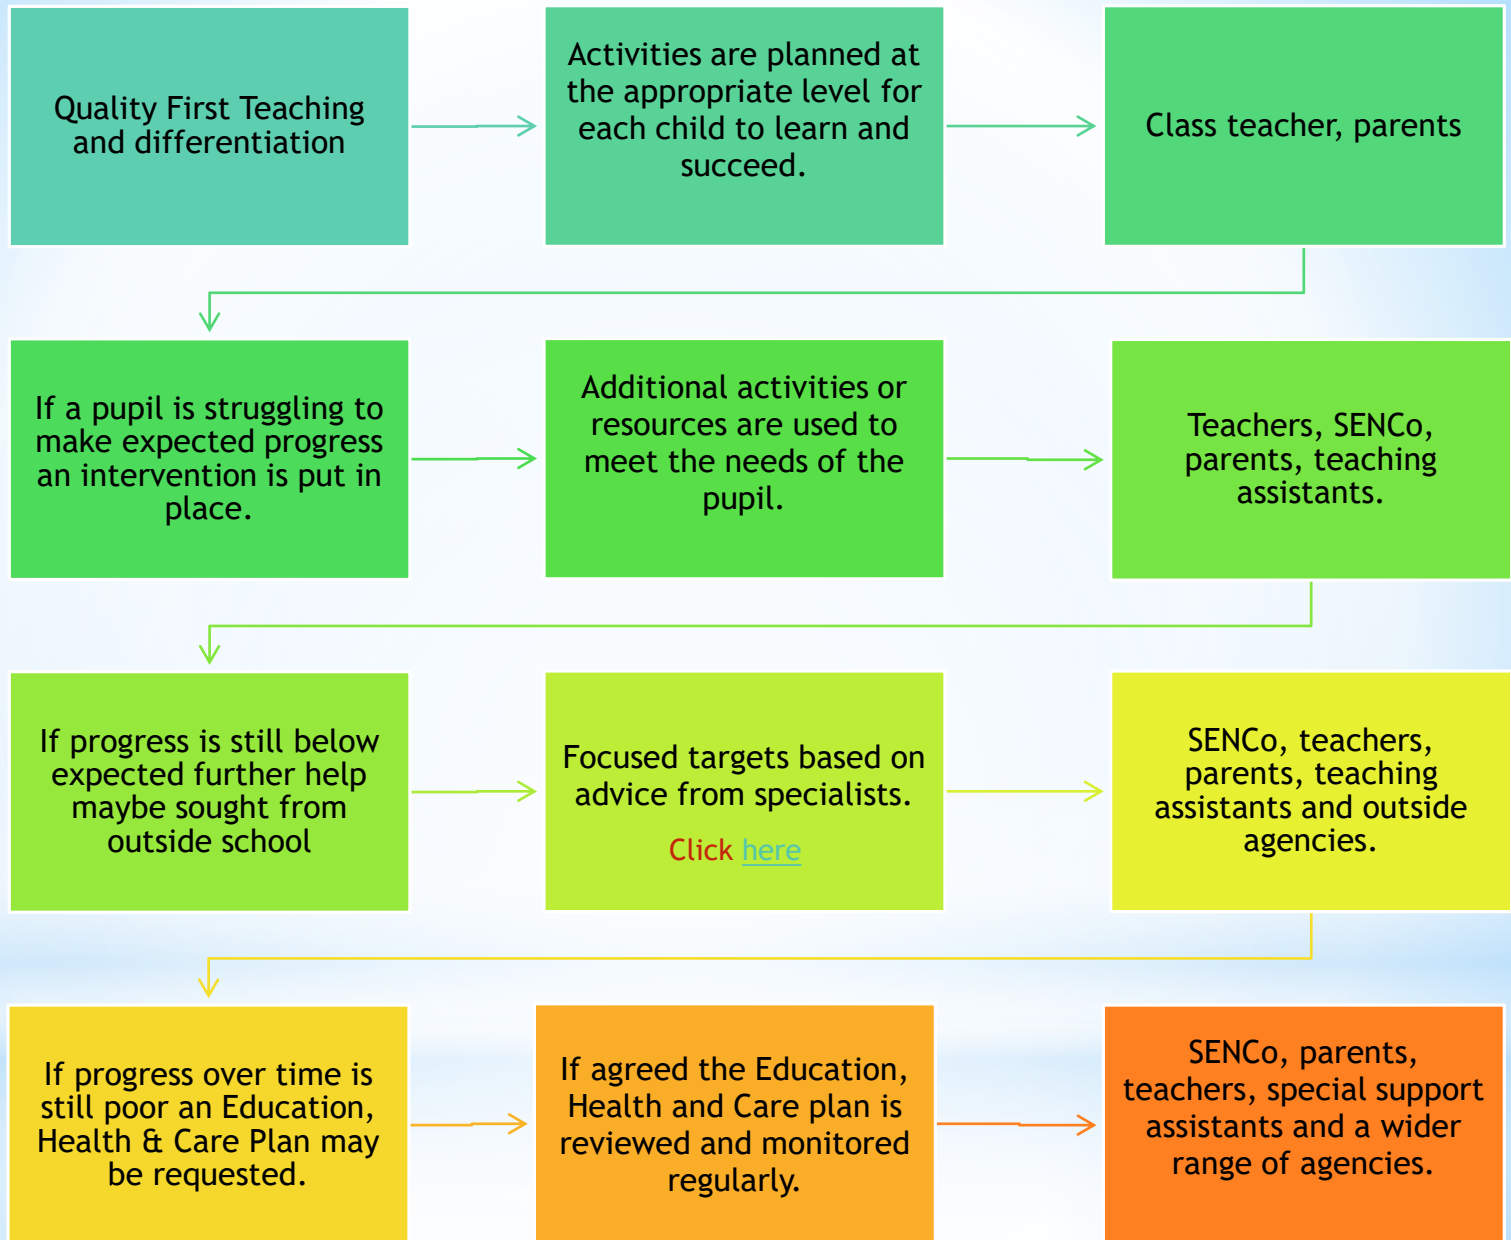 Quality First Teaching
and differentiation
Activities are planned at
the appropriate level for
each child to learn and
succeed.
Class teacher, parents
If a pupil is struggling to
make expected progress
an intervention is put in
place.
Additional activities or
resources are used to
meet the needs of the
pupil.
Teachers, SENCo,
parents, teaching
assistants.
If progress is still below
expected further help
maybe sought from
outside school
Focused targets based on
advice from specialists.
Click here
SENCo, teachers,
parents, teaching
assistants and outside
agencies.
If progress over time is
still poor an Education,
Health & Care Plan may
be requested.
If agreed the Education,
Health and Care plan is
reviewed and monitored
regularly.
SENCo, parents,
teachers, special support
assistants and a wider
range of agencies.